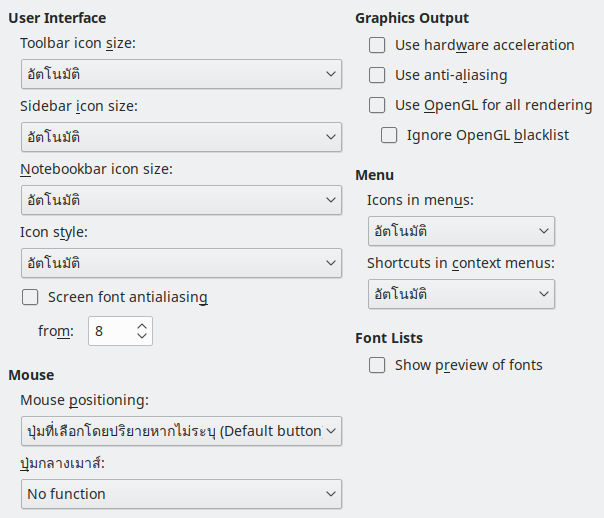 User Interface
Toolbar icon size:
อัตโนมัติ
Sidebar icon size:
อัตโนมัติ
Notebookbar icon size:
อัตโนมัติ
Icon style:
อัตโนมัติ
Screen font antialiasing
from: 8
Mouse
Mouse positioning:
ปุ่มที่เลือกโดยปริยายหากไม่ระบุ (Default button
ปุ่มกลางเมาส์:
No function
Graphics Output
Use hardware acceleration
Use anti-aliasing
Use OpenGL for all rendering
Ignore OpenGL blacklist
Menu
Icons in menus:
อัตโนมัติ
Shortcuts in context menus:
อัตโนมัติ
Font Lists
Show preview of fonts